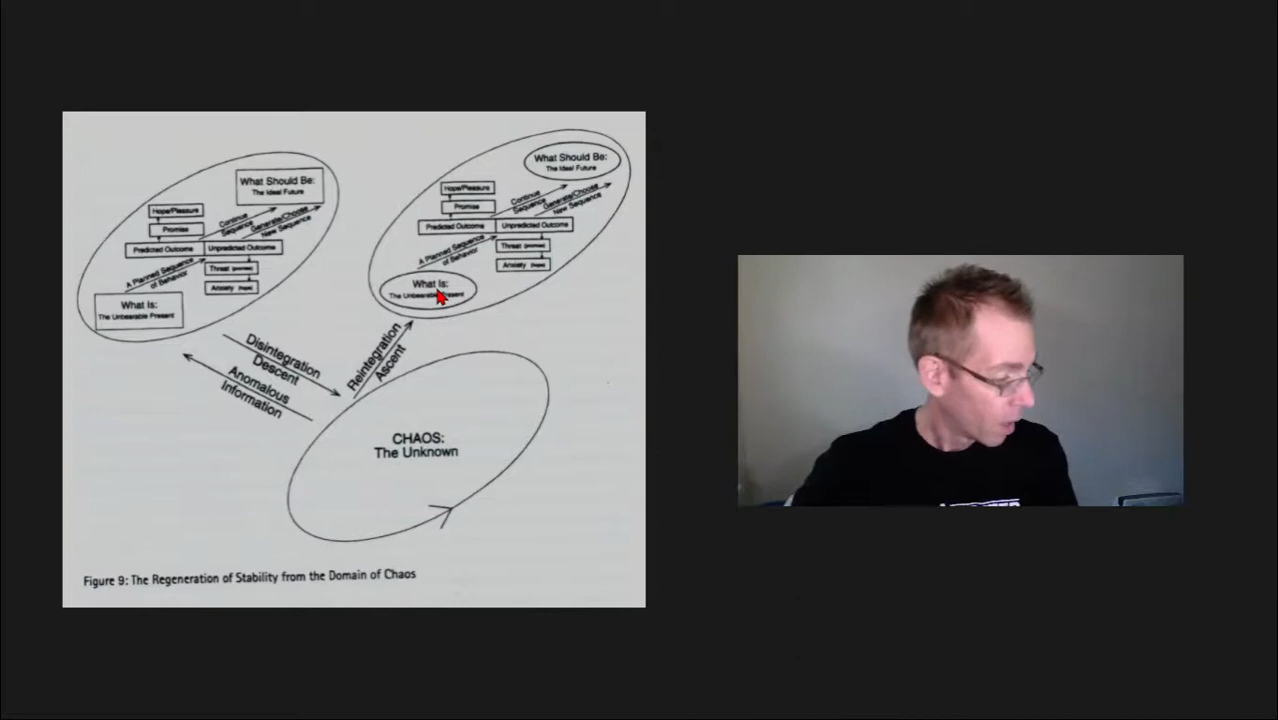 What Should Be:
The Ideal Future
Hope/Pleasure
Promise
Continue
Sequence
Generate/Choose
New Sequence
Predicted Outcome
Unpredicted Outcome
A Planned Sequence
of Behavior
Threat
Anxiety
What Is:
The Unbearable Present
What Should Be:
The Ideal Future
Hope/Pleasure
Promise
Continue
Sequence
Generate/Choose
New Sequence
Predicted Outcome
Unpredicted Outcome
A Planned Sequence
of Behavior
Threat
Anxiety
What Is:
The Unbearable Present
Disintegration
Descent
Anomalous
Information
Reintegration
Ascent
CHAOS:
The Unknown
Figure 9: The Regeneration of Stability from the Domain of Chaos